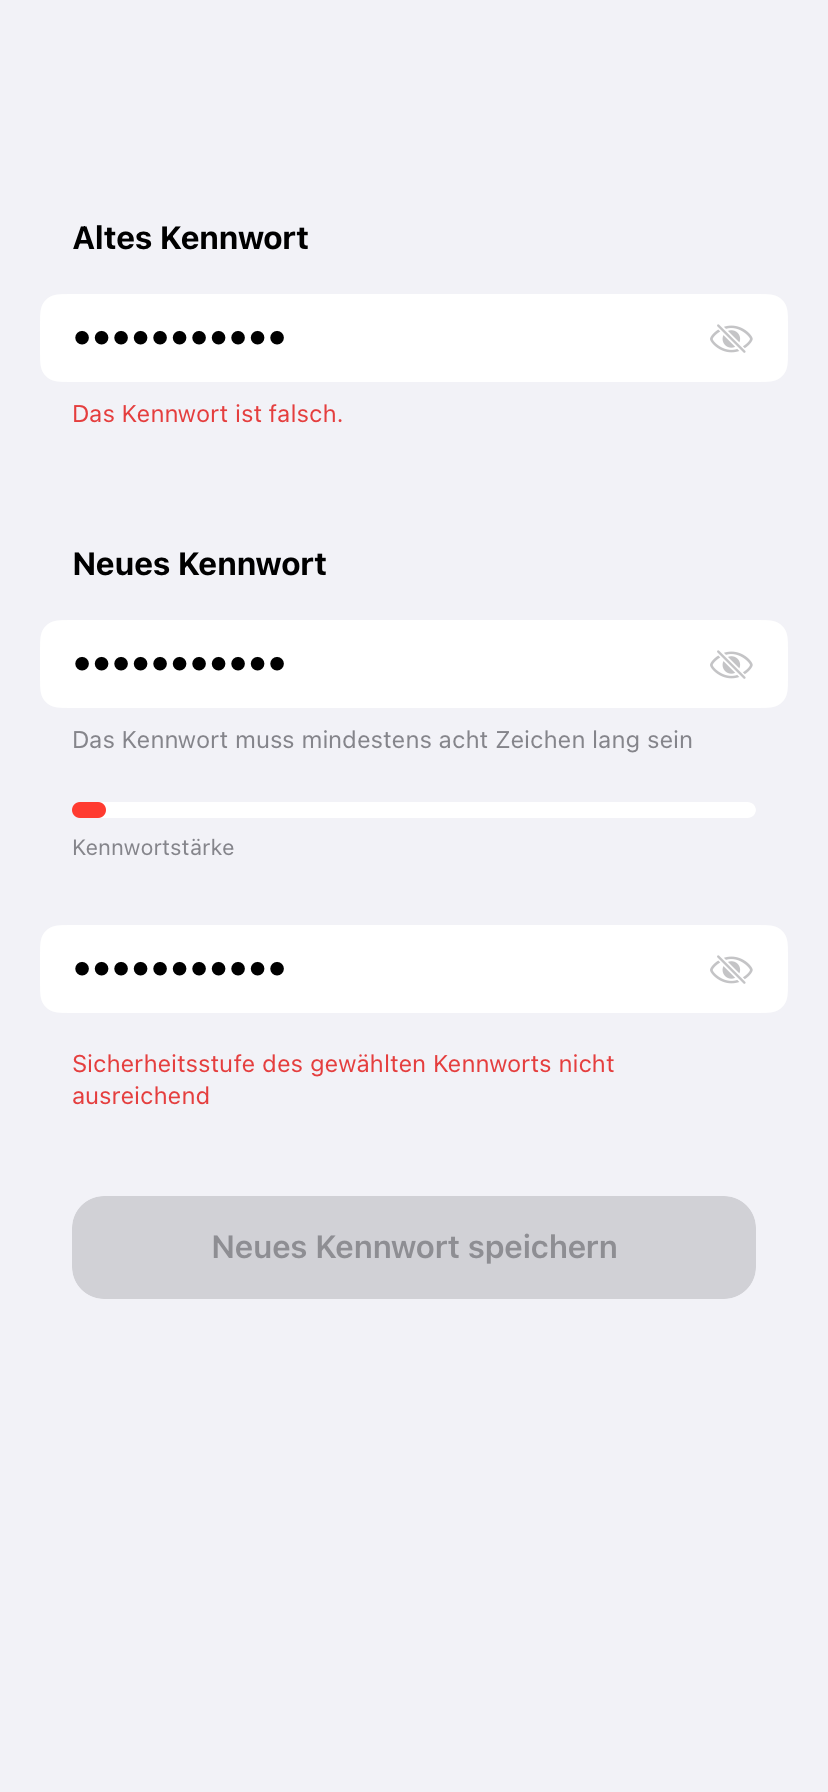 Altes Kennwort
•••••••••••
Das Kennwort ist falsch.
Neues Kennwort
•••••••••••
Das Kennwort muss mindestens acht Zeichen lang sein
Kennwortstärke
•••••••••••
Sicherheitsstufe des gewählten Kennworts nicht
ausreichend
Neues Kennwort speichern